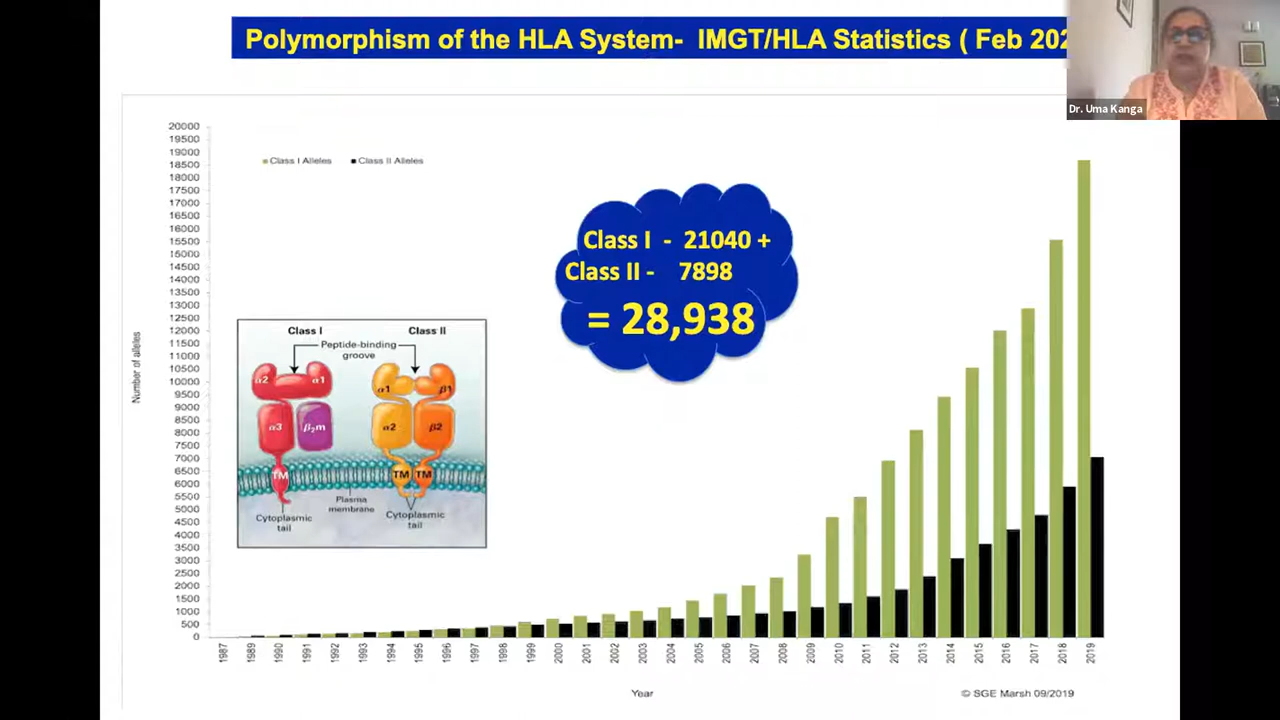 Polymorphism of the HLA System- IMGT/HLA Statistics ( Feb 202
Dr. Uma Kanga
20000
19500
19000
18500
18000
17500
17000
16500
16000
15500
15000
14500
14000
13500
13000
12500
12000
11500
11000
10500
10000
9500
9000
8500
8000
7500
7000
6500
6000
5500
5000
4500
4000
3500
3000
2500
2000
1500
1000
500
0
Number of alleles
Class I Alleles Class II Alleles
Class I - 21040 +
Class II - 7898
= 28,938
Class I Class II
Peptide-binding
groove
α2 α1 α1 β1
α3 β2m α2 β2
TM TM TM
Plasma
membrane
Cytoplasmic
tail
Cytoplasmic
tail
1987 1989 1990 1991 1992 1993 1994 1995 1996 1997 1998 1999 2000 2001 2002 2003 2004 2005 2006 2007 2008 2009 2010 2011 2012 2013 2014 2015 2016 2017 2018 2019
Year
© SGE Marsh 09/2019